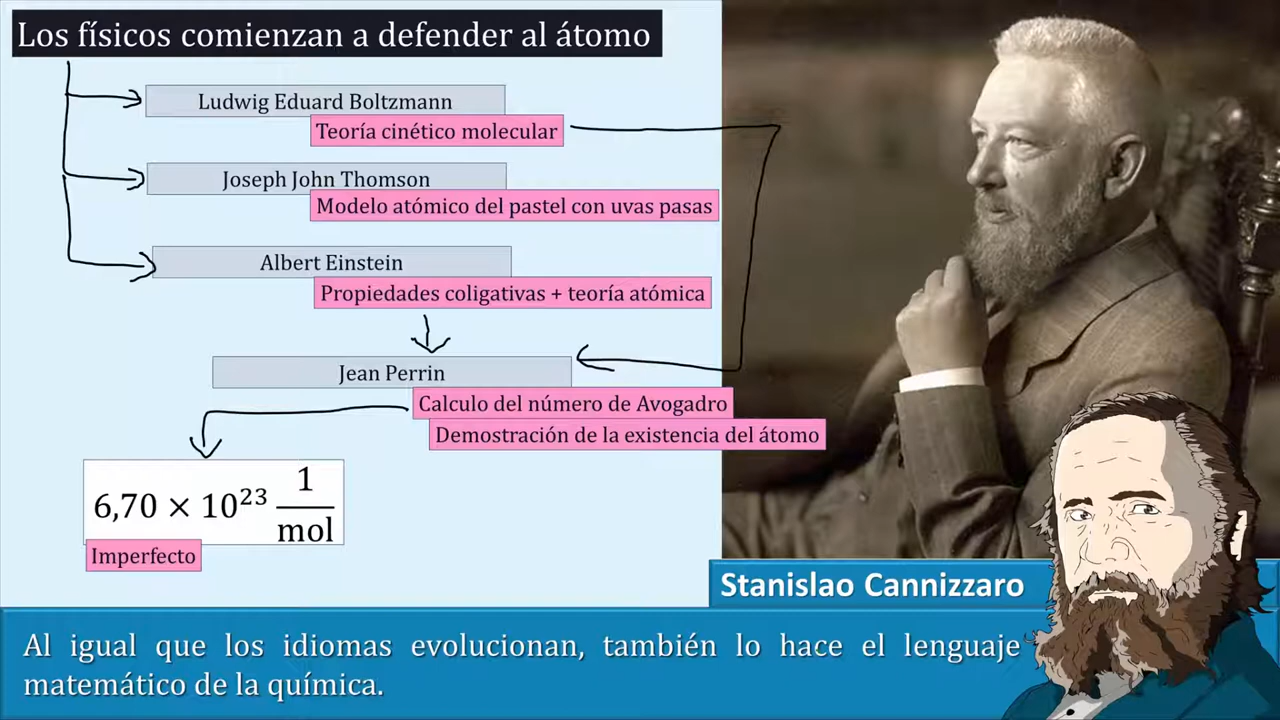 Los físicos comienzan a defender al átomo
Ludwig Eduard Boltzmann
Teoría cinético molecular
Joseph John Thomson
Modelo atómico del pastel con uvas pasas
Albert Einstein
Propiedades coligativas + teoría atómica
Jean Perrin
Calculo del número de Avogadro
Demostración de la existencia del átomo
6,70 × 10²³ 1/mol
Imperfecto
Stanislao Cannizzaro
Al igual que los idiomas evolucionan, también lo hace el lenguaje
matemático de la química.